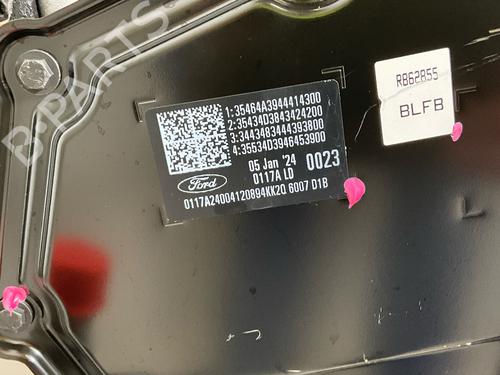 B-PARTS
R862855
BLFB
1:35464A3944414300
2:35434D3843424200
3:3443483444393800
4:35534D3946453900
05 Jan '24 0023
0117A LD
Ford
0117A24004120894KK2Q 6007 D1B